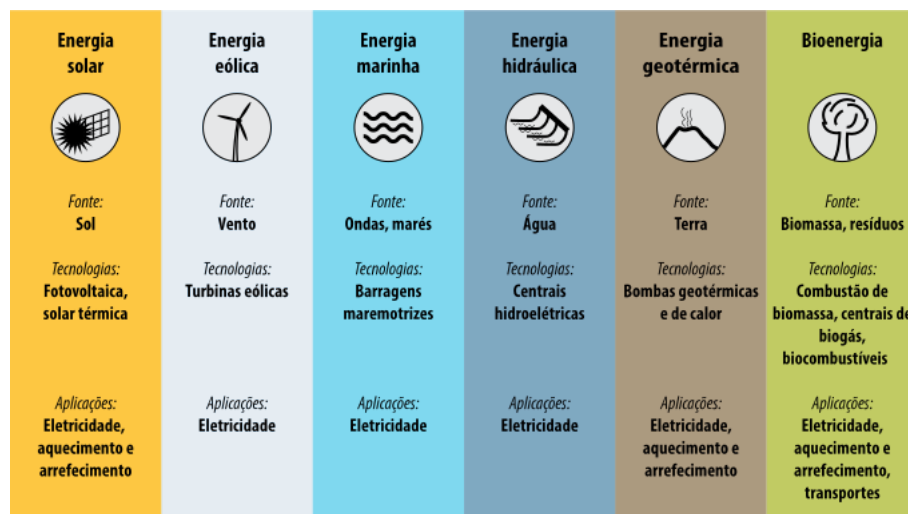 Energia
solar
Fonte:
Sol
Tecnologias:
Fotovoltaica,
solar térmica
Aplicações:
Eletricidade,
aquecimento e
arrefecimento
Energia
eólica
Fonte:
Vento
Tecnologias:
Turbinas eólicas
Aplicações:
Eletricidade
Energia
marinha
Fonte:
Ondas, marés
Tecnologias:
Barragens
maremotrizes
Aplicações:
Eletricidade
Energia
hidráulica
Fonte:
Água
Tecnologias:
Centrais
hidroelétricas
Aplicações:
Eletricidade
Energia
geotérmica
Fonte:
Terra
Tecnologias:
Bombas geotérmicas
e de calor
Aplicações:
Eletricidade,
aquecimento e
arrefecimento
Bioenergia
Fonte:
Biomassa, resíduos
Tecnologias:
Combustão de
biomassa, centrais de
biogás,
biocombustíveis
Aplicações:
Eletricidade,
aquecimento e
arrefecimento,
transportes